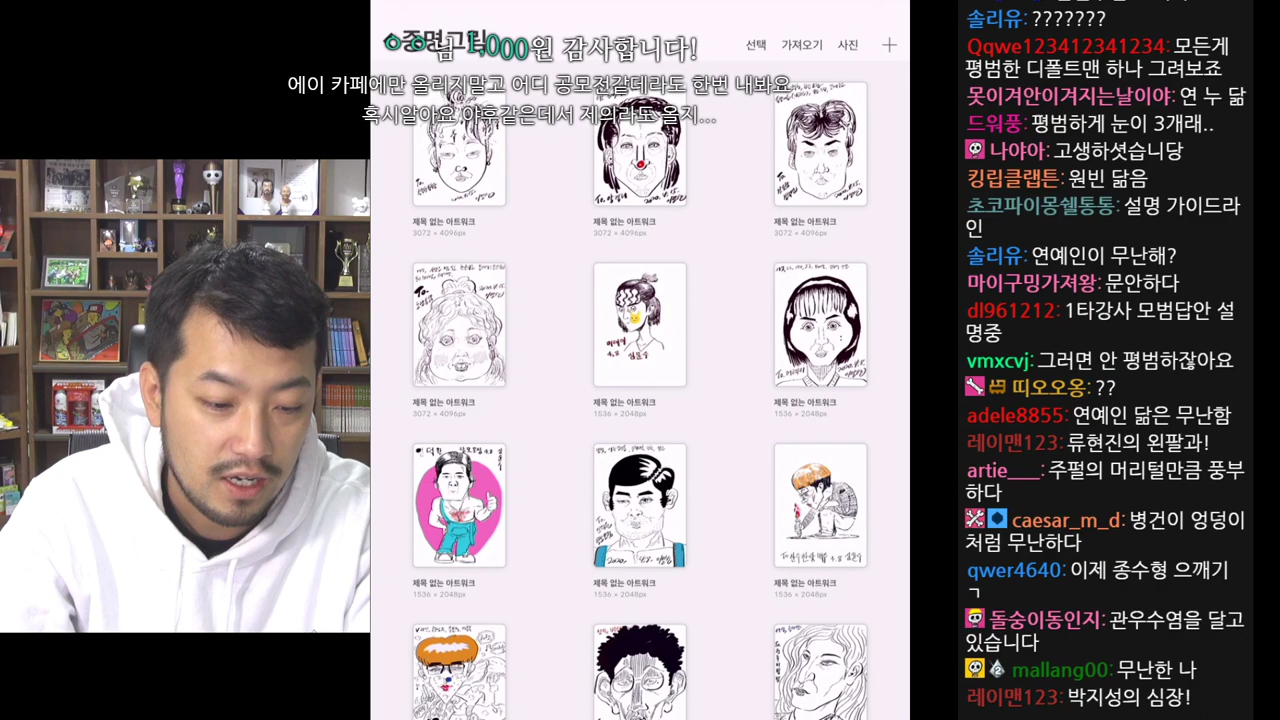 ㅇㅇ님 1,000원 감사합니다!
에이 카페에만 올리지말고 어디 공모전같데라도 한번 내봐요
혹시알아요 야후같은데서 제의라도 올지...
선택 가져오기 사진
제목 없는 아트워크
3072 × 4096px
제목 없는 아트워크
3072 × 4096px
제목 없는 아트워크
3072 × 4096px
제목 없는 아트워크
3072 × 4096px
제목 없는 아트워크
1536 × 2048px
제목 없는 아트워크
1536 × 2048px
제목 없는 아트워크
1536 × 2048px
제목 없는 아트워크
1536 × 2048px
제목 없는 아트워크
1536 × 2048px
솔리유: ???????
Qqwe123412341234: 모든게
평범한 디폴트맨 하나 그려보죠
못이겨안이겨지는날이야: 연 누 닮
드워풍: 평범하게 눈이 3개래..
나야아: 고생하셧습니당
킹립클랩튼: 원빈 닮음
초코파이몽쉘통통: 설명 가이드라
인
솔리유: 연예인이 무난해?
마이구밍가져왕: 문안하다
dl961212: 1타강사 모범답안 설
명중
vmxcvj: 그러면 안 평범하잖아요
띠오오옹: ??
adele8855: 연예인 닮은 무난함
레이맨123: 류현진의 왼팔과!
artie___: 주펄의 머리털만큼 풍부
하다
caesar_m_d: 병건이 엉덩이
처럼 무난하다
qwer4640: 이제 종수형 으깨기
ㄱ
돌숭이동인지: 관우수염을 달고
있습니다
mallang00: 무난한 나
레이맨123: 박지성의 심장!